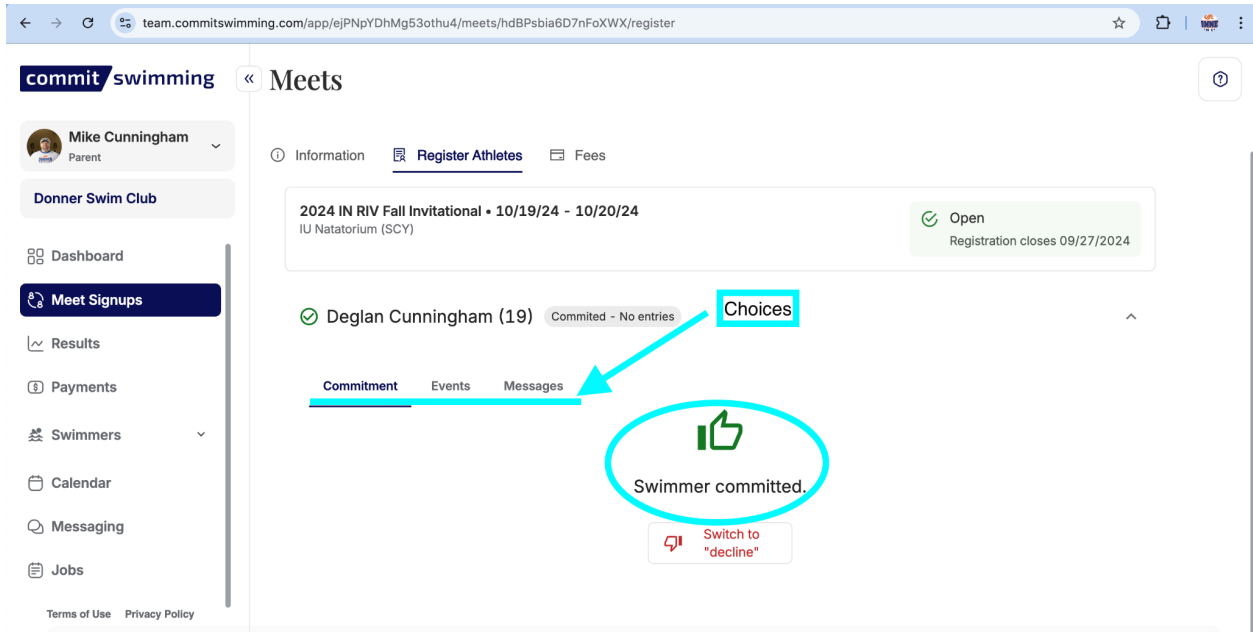 team.commitswimming.com/app/ejPNpYDhMg53othu4/meets/hdBPsbia6D7nFoXWX/register
commit swimming
Meets
Mike Cunningham
Parent
Donner Swim Club
Dashboard
Meet Signups
Results
Payments
Swimmers
Calendar
Messaging
Jobs
Terms of Use Privacy Policy
Information Register Athletes Fees
2024 IN RIV Fall Invitational • 10/19/24 - 10/20/24
IU Natatorium (SCY)
Open
Registration closes 09/27/2024
Deglan Cunningham (19) Commited - No entries
Choices
Commitment Events Messages
Swimmer committed.
Switch to
"decline"